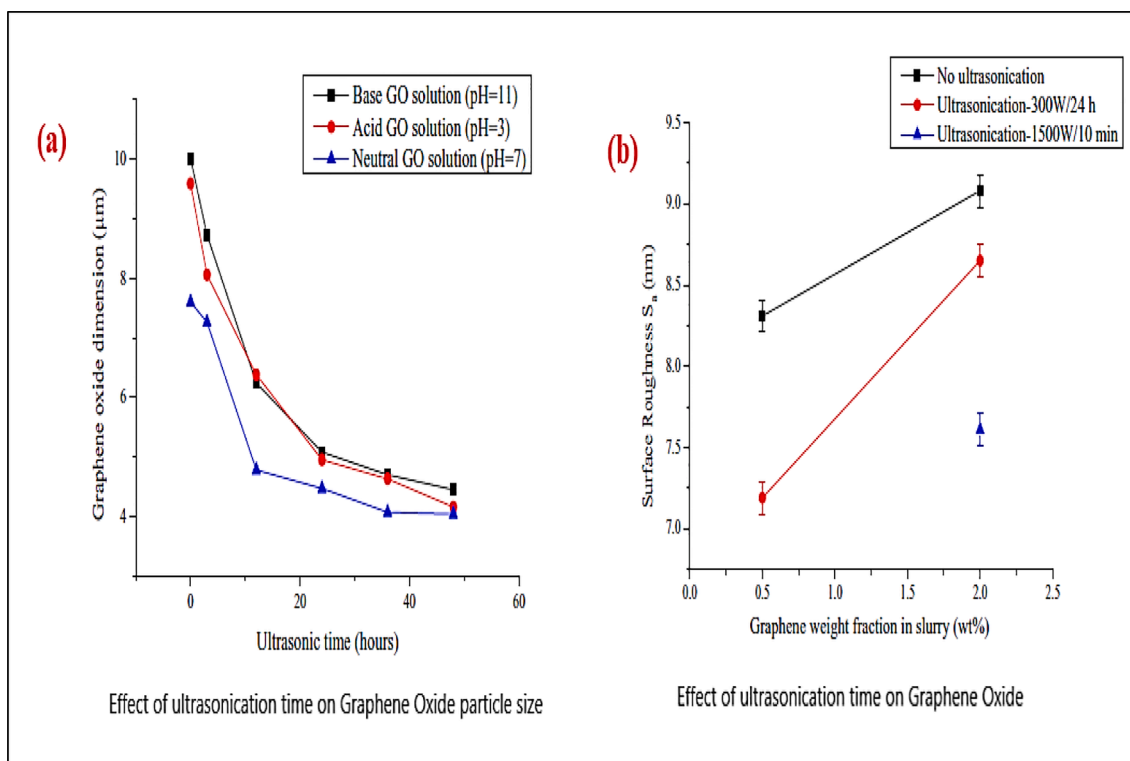 (a)
Base GO solution (pH=11)
Acid GO solution (pH=3)
Neutral GO solution (pH=7)
10
8
6
4
Graphene oxide dimension (μm)
0
20
40
60
Ultrasonic time (hours)
Effect of ultrasonication time on Graphene Oxide particle size
(b)
No ultrasonication
Ultrasonication-300W/24 h
Ultrasonication-1500W/10 min
9.5
9.0
8.5
8.0
7.5
7.0
Surface Roughness Sa (nm)
0.0
0.5
1.0
1.5
2.0
2.5
Graphene weight fraction in slurry (wt%)
Effect of ultrasonication time on Graphene Oxide